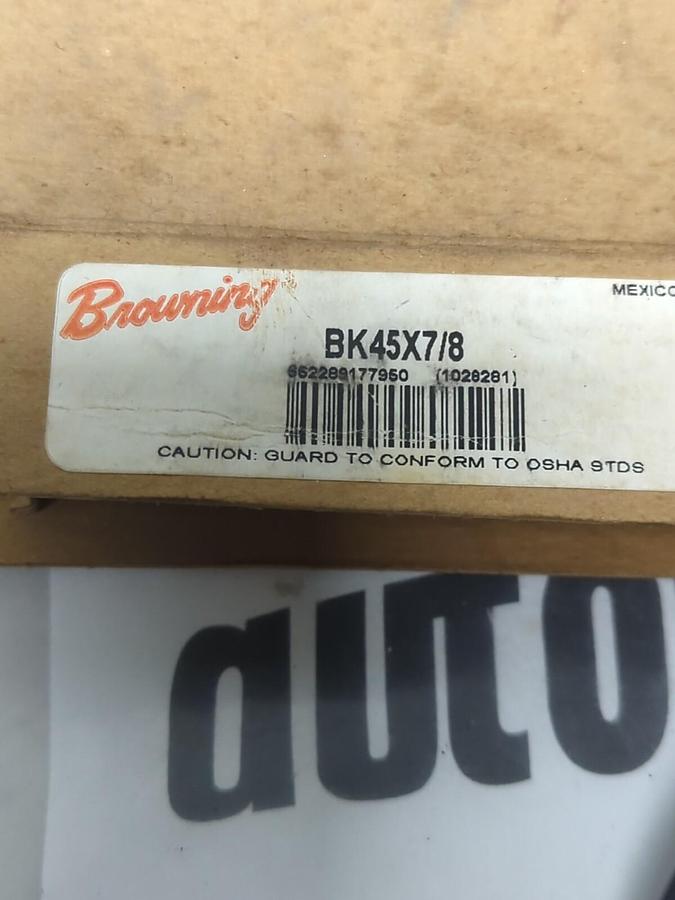 Browning
MEXICO
BK45X7/8
662289177950 (1028281)
CAUTION: GUARD TO CONFORM TO OSHA STDS
auto